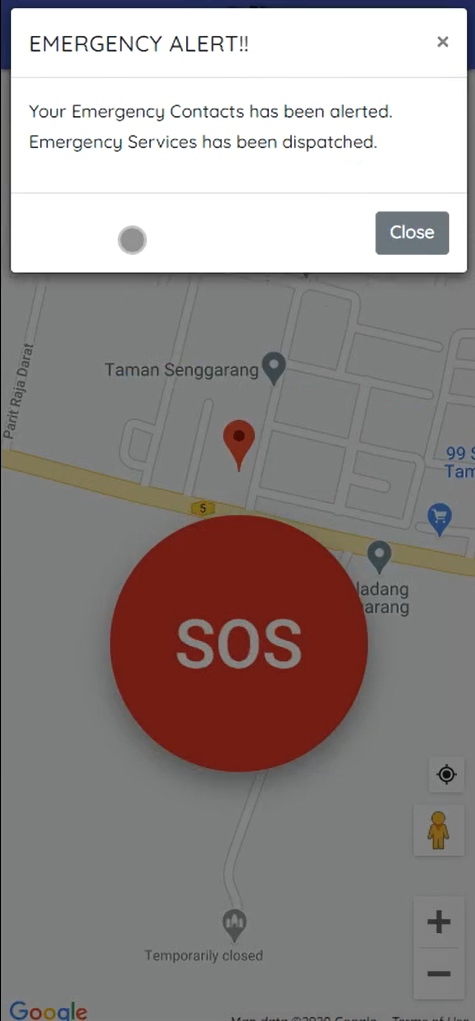 EMERGENCY ALERT!!
×
Your Emergency Contacts has been alerted.
Emergency Services has been dispatched.
Close
Parit Raja Darat
Taman Senggarang
99 S
Tam
5
ladang
arang
SOS
Temporarily closed
Google
Map data ©2020 Google
Terms of Use